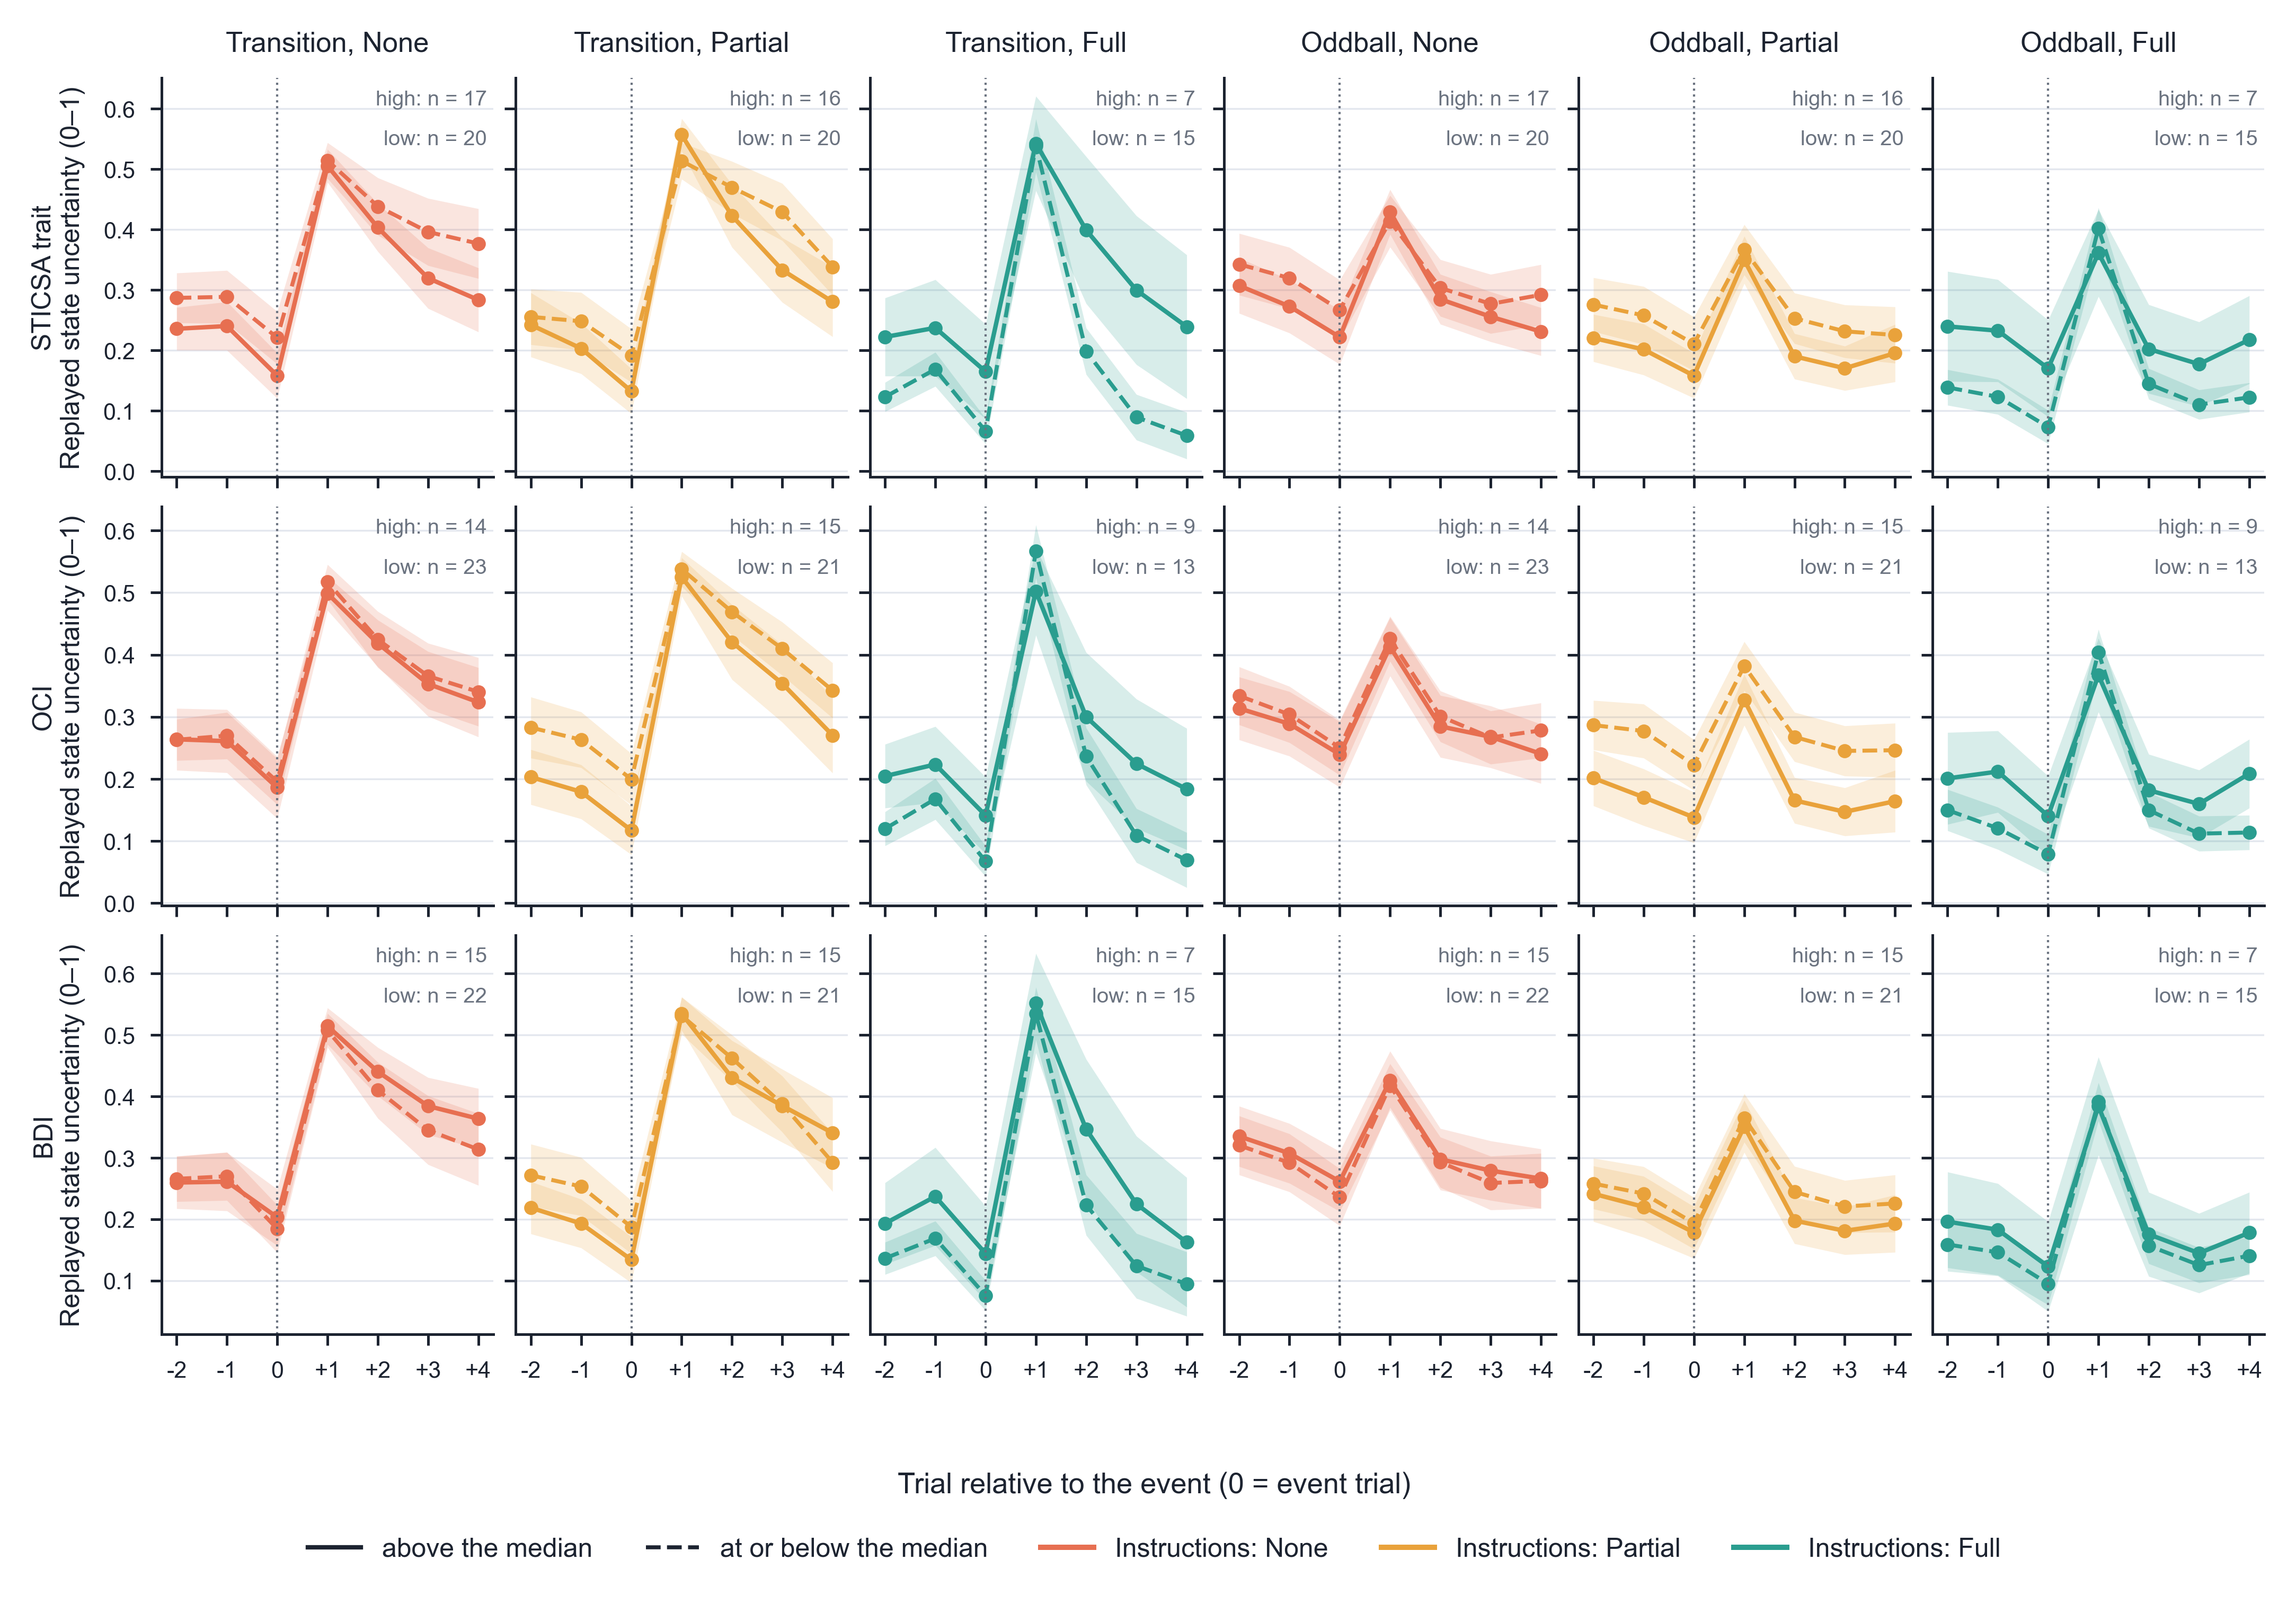 Transition, None
Transition, Partial
Transition, Full
Oddball, None
Oddball, Partial
Oddball, Full
STICSA trait
Replayed state uncertainty (0–1)
0.6
0.5
0.4
0.3
0.2
0.1
0.0
high: n = 17
low: n = 20
high: n = 16
low: n = 20
high: n = 7
low: n = 15
high: n = 17
low: n = 20
high: n = 16
low: n = 20
high: n = 7
low: n = 15
OCI
Replayed state uncertainty (0–1)
0.6
0.5
0.4
0.3
0.2
0.1
0.0
high: n = 14
low: n = 23
high: n = 15
low: n = 21
high: n = 9
low: n = 13
high: n = 14
low: n = 23
high: n = 15
low: n = 21
high: n = 9
low: n = 13
BDI
Replayed state uncertainty (0–1)
0.6
0.5
0.4
0.3
0.2
0.1
high: n = 15
low: n = 22
high: n = 15
low: n = 21
high: n = 7
low: n = 15
high: n = 15
low: n = 22
high: n = 15
low: n = 21
high: n = 7
low: n = 15
-2 -1 0 +1 +2 +3 +4
-2 -1 0 +1 +2 +3 +4
-2 -1 0 +1 +2 +3 +4
-2 -1 0 +1 +2 +3 +4
-2 -1 0 +1 +2 +3 +4
-2 -1 0 +1 +2 +3 +4
Trial relative to the event (0 = event trial)
above the median
at or below the median
Instructions: None
Instructions: Partial
Instructions: Full